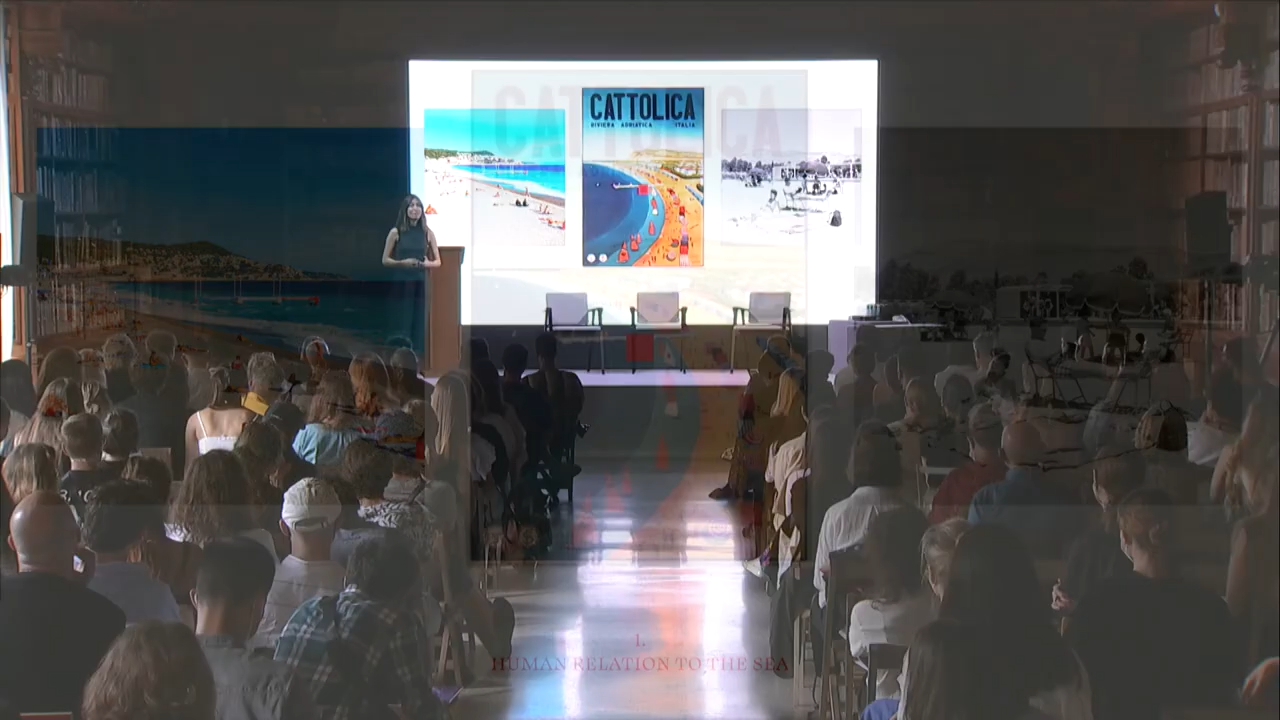 CATTOLICA
RIVIERA ADRIATICA ITALIA
1.
HUMAN RELATION TO THE SEA